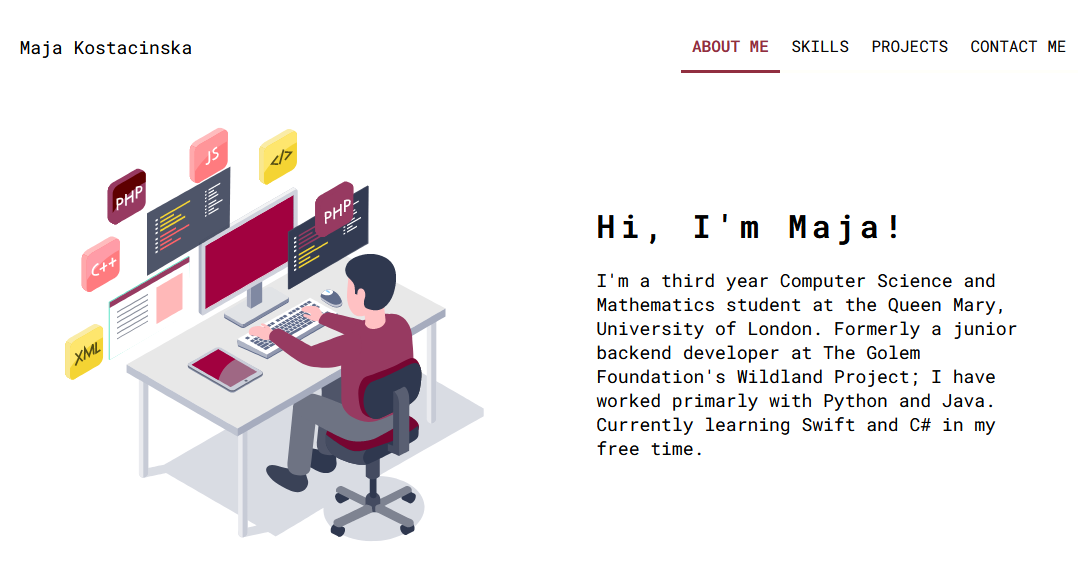 Maja Kostacinska
ABOUT ME SKILLS PROJECTS CONTACT ME
JS
</>
PHP
PHP
C++
XML
Hi, I'm Maja!
I'm a third year Computer Science and
Mathematics student at the Queen Mary,
University of London. Formerly a junior
backend developer at The Golem
Foundation's Wildland Project; I have
worked primarly with Python and Java.
Currently learning Swift and C# in my
free time.